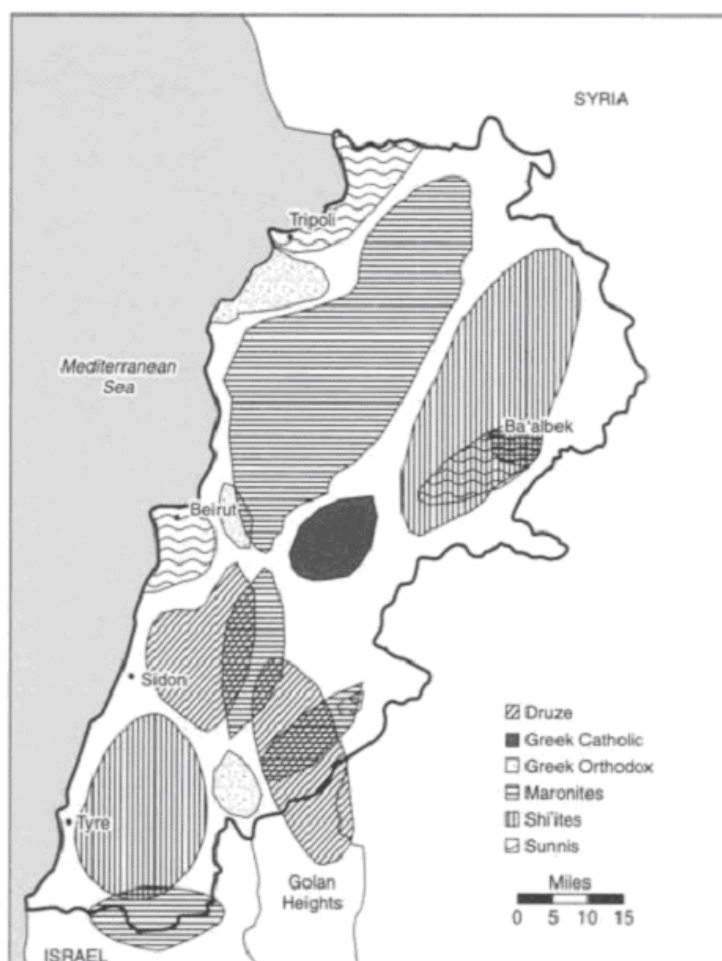 SYRIA
Tripoli
Mediterranean
Sea
Ba'albek
Beirut
Sidon
Druze
Greek Catholic
Greek Orthodox
Maronites
Shi'ites
Sunnis
Tyre
Miles
0 5 10 15
Golan
Heights
ISRAEL